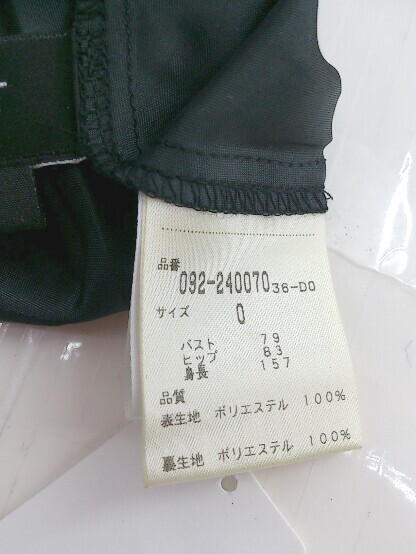 品番
092-240070 36-DO
サイズ 0
バスト 79
ヒップ 83
身長 157
品質
表生地 ポリエステル 100%
裏生地 ポリエステル 100%